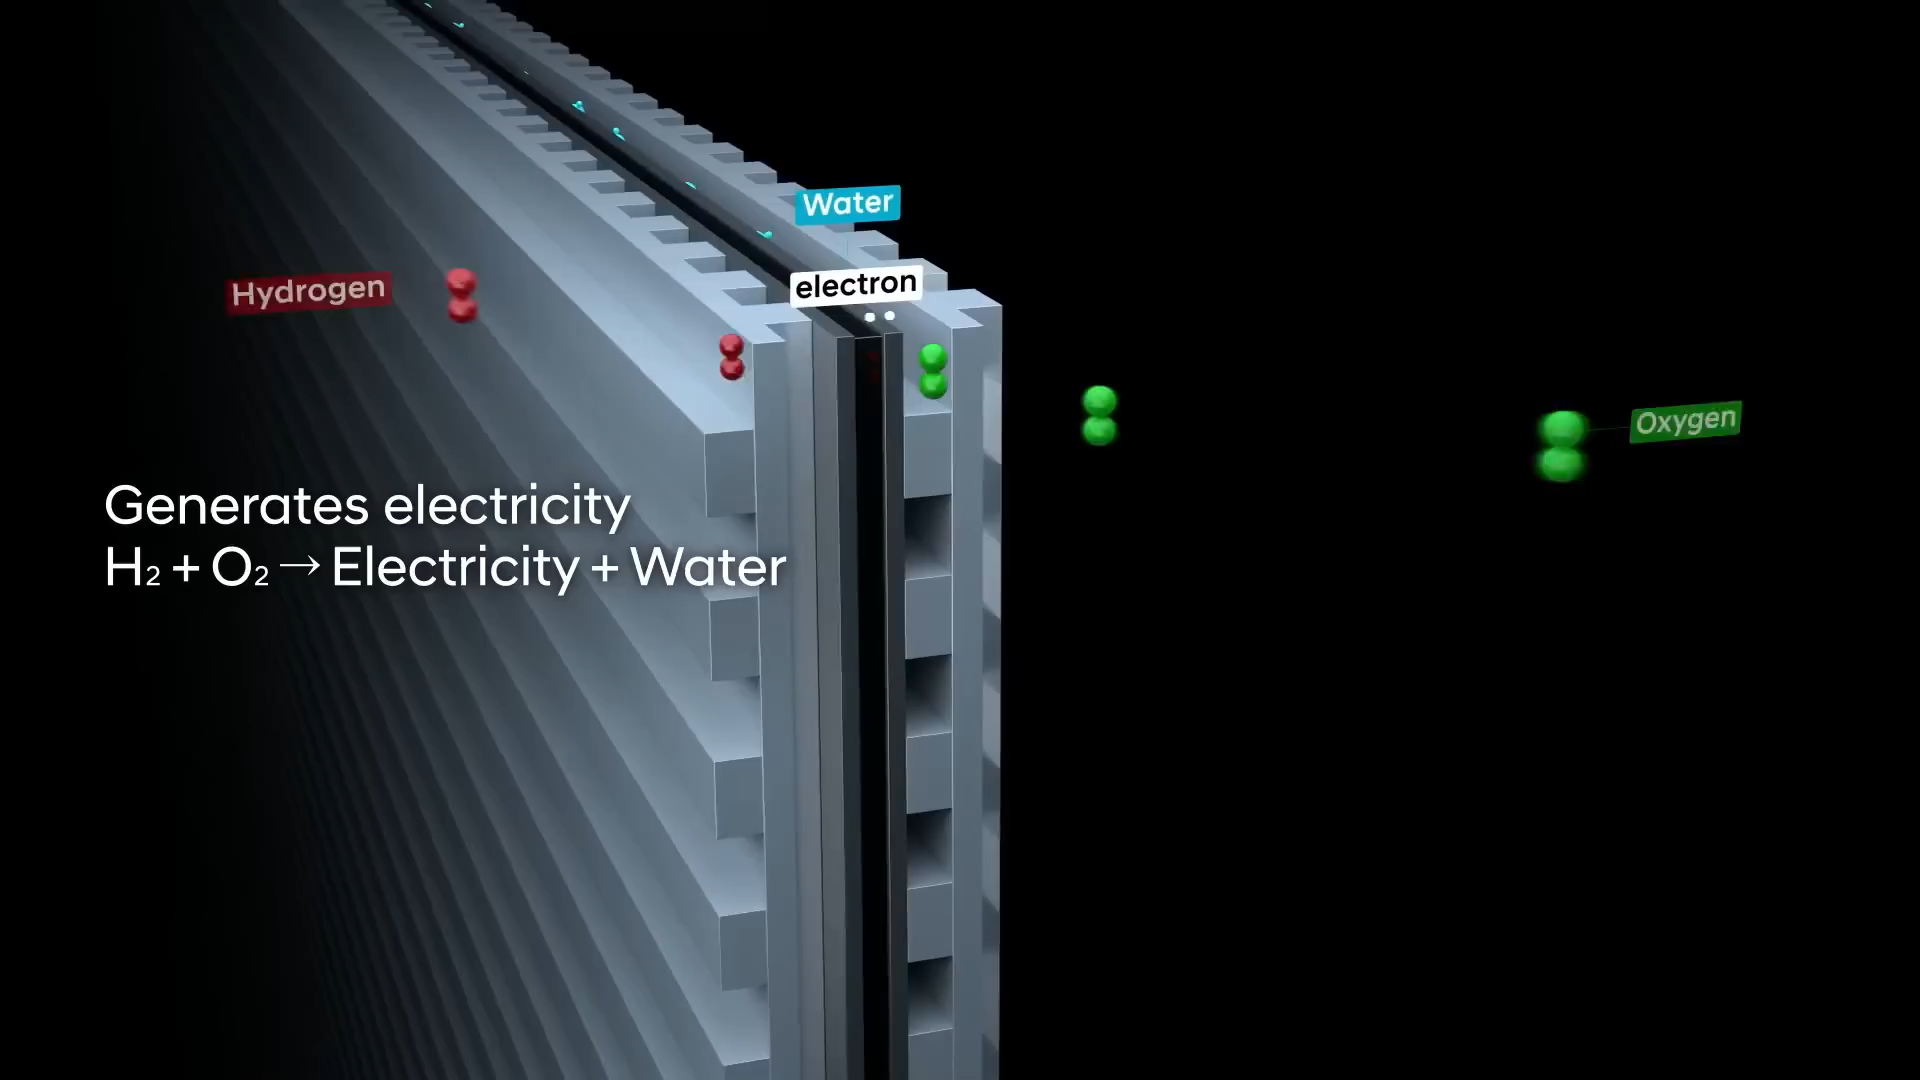 Water
electron
Hydrogen
Oxygen
Generates electricity
H₂ + O₂ → Electricity + Water